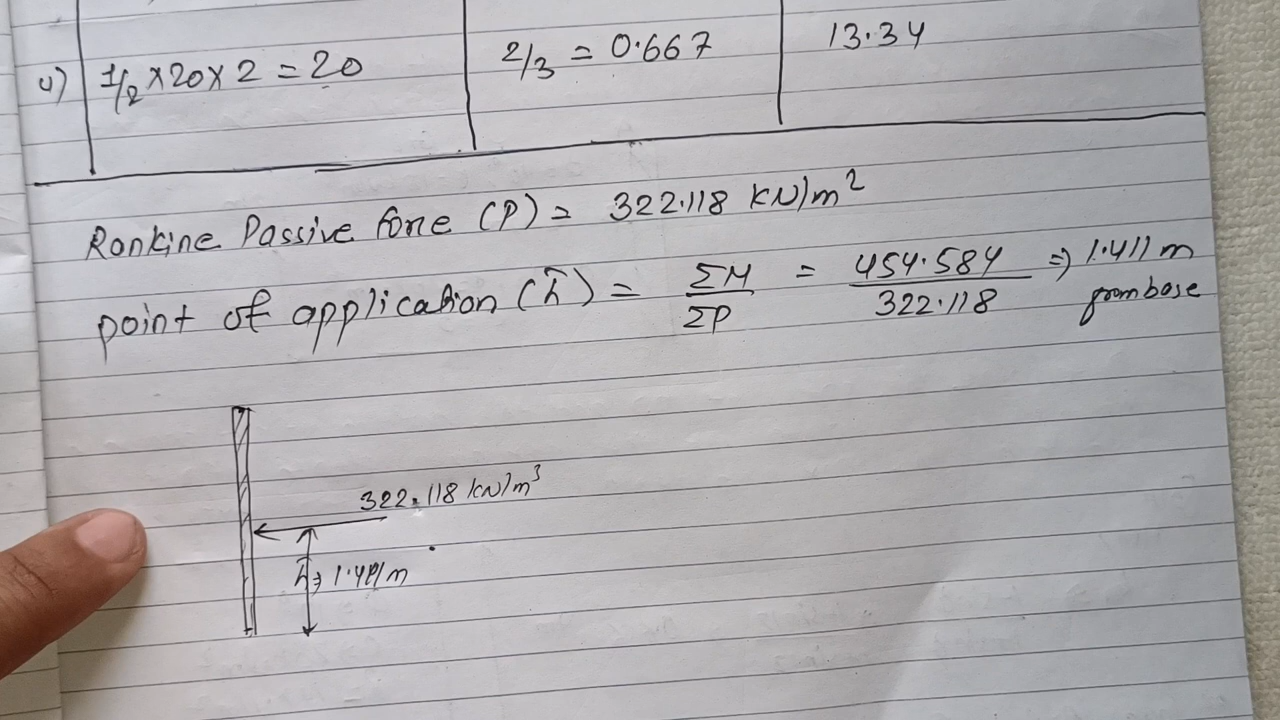 4) 1/2 × 20 × 2 = 20 2/3 = 0.667 13.34
Rankine Passive force (P) = 322.118 KN/m²
point of application (h̄) = ΣM/ΣP = 454.584/322.118 ⇒ 1.411 m from base
322.118 kN/m³
h̄ ⇒ 1.411 m